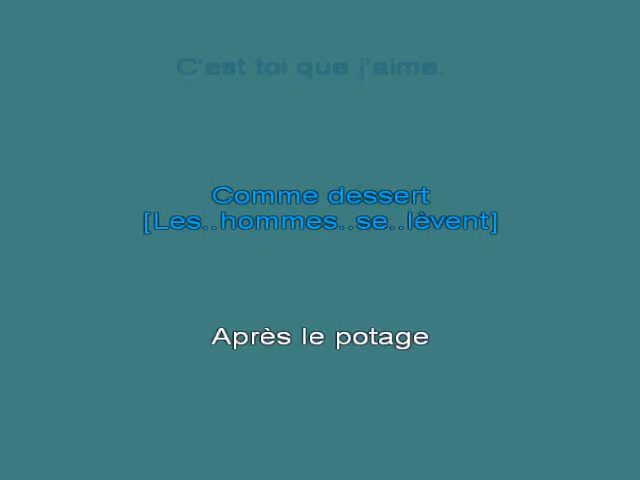 C'est toi que j'aime
Comme dessert
[Les..hommes..se..lèvent]
Après le potage